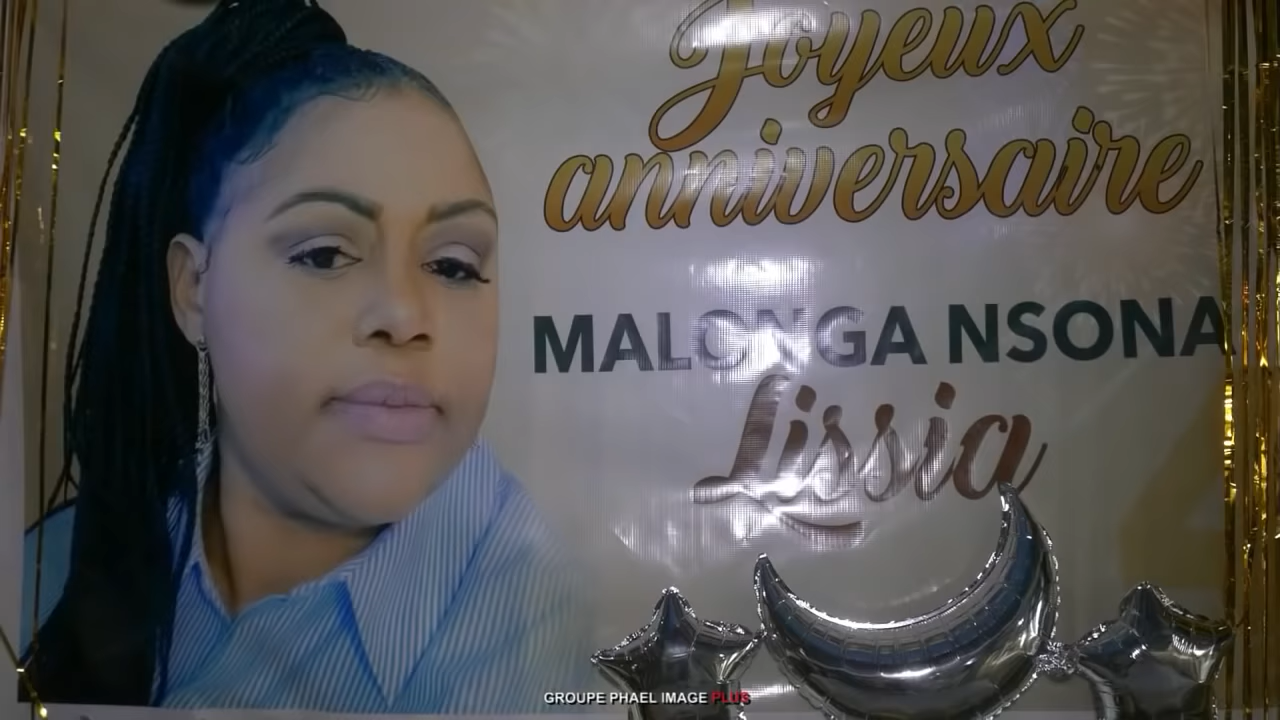 Joyeux
anniversaire
MALONGA NSONA
Lissia
GROUPE PHAEL IMAGE PLUS